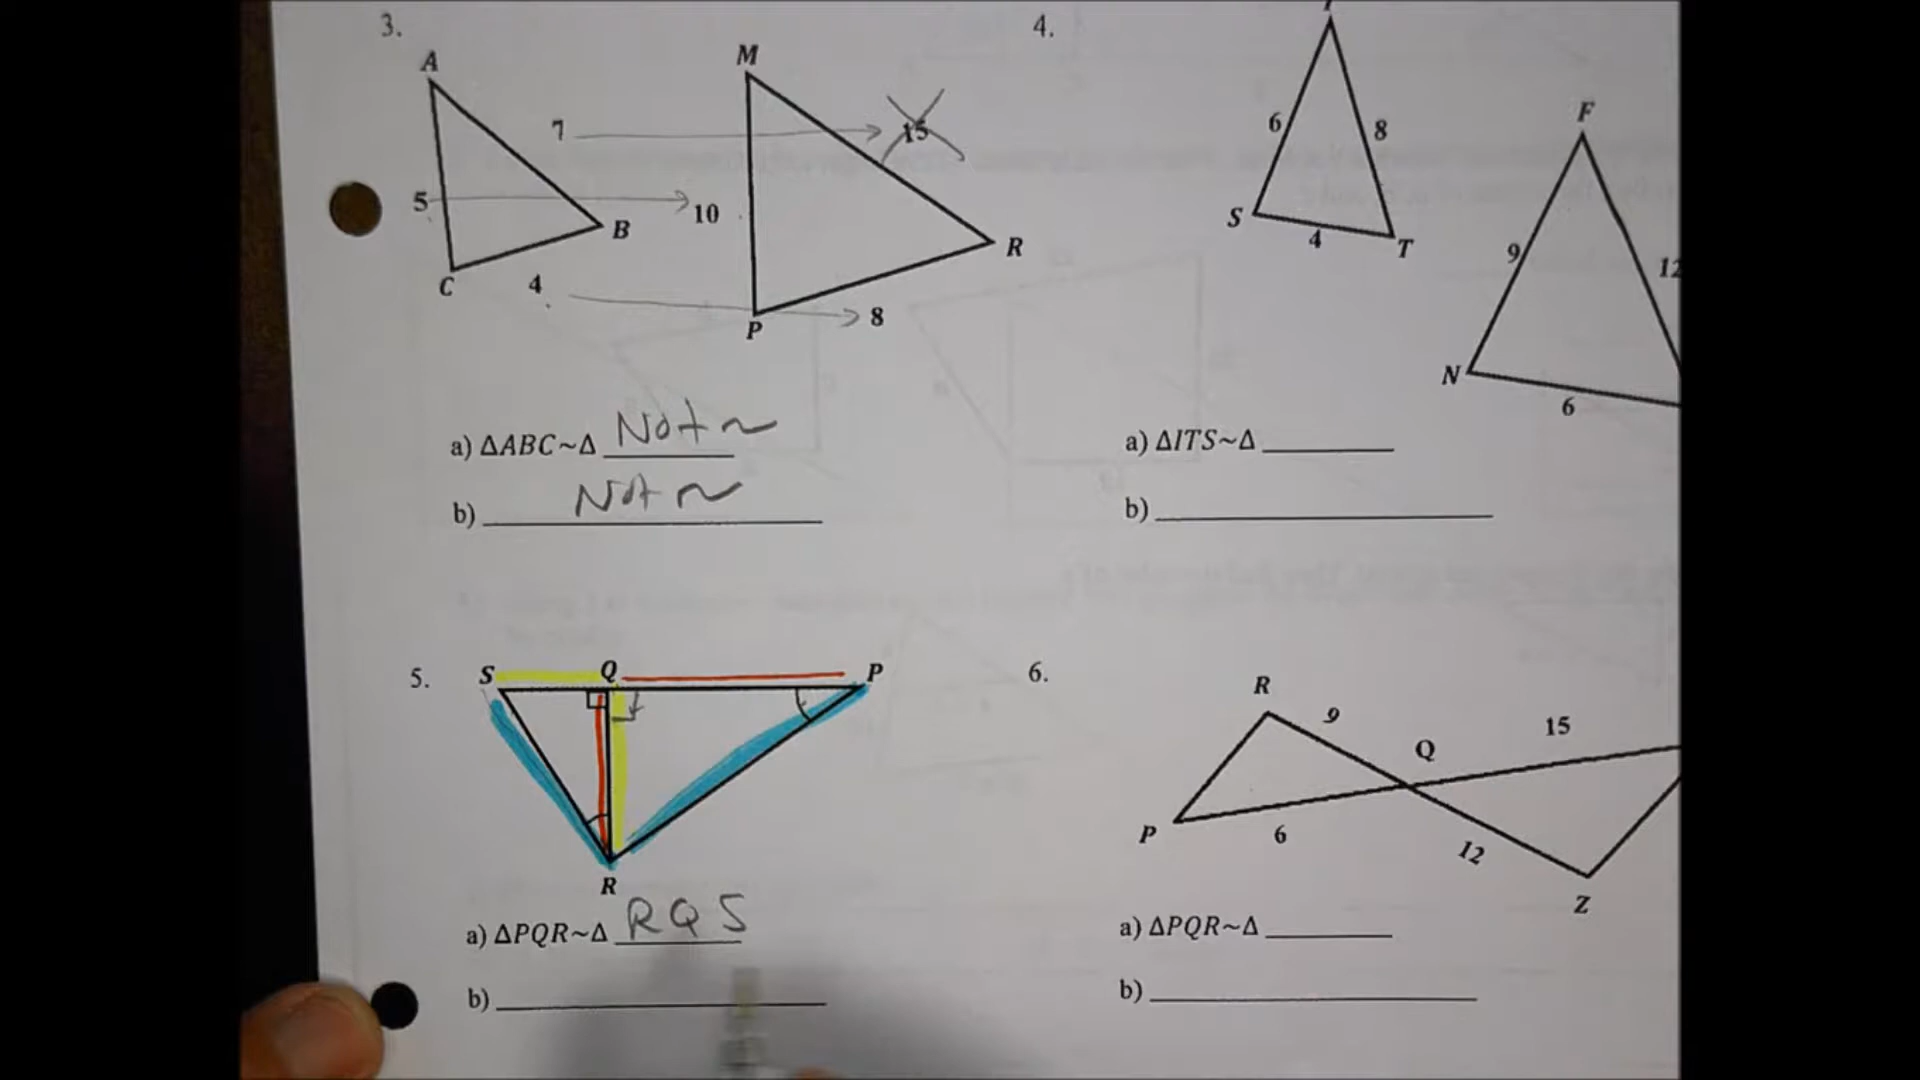 3.
A
7
5
B
C
4
M
15
10
R
P
8
a) ΔABC~Δ Not ~
b) Not ~
4.
6
8
S
4
T
F
9
12
N
6
a) ΔITS~Δ
b)
5.
S Q P
R
a) ΔPQR~Δ RQS
b)
6.
R
9
Q
15
P
6
12
Z
a) ΔPQR~Δ
b)